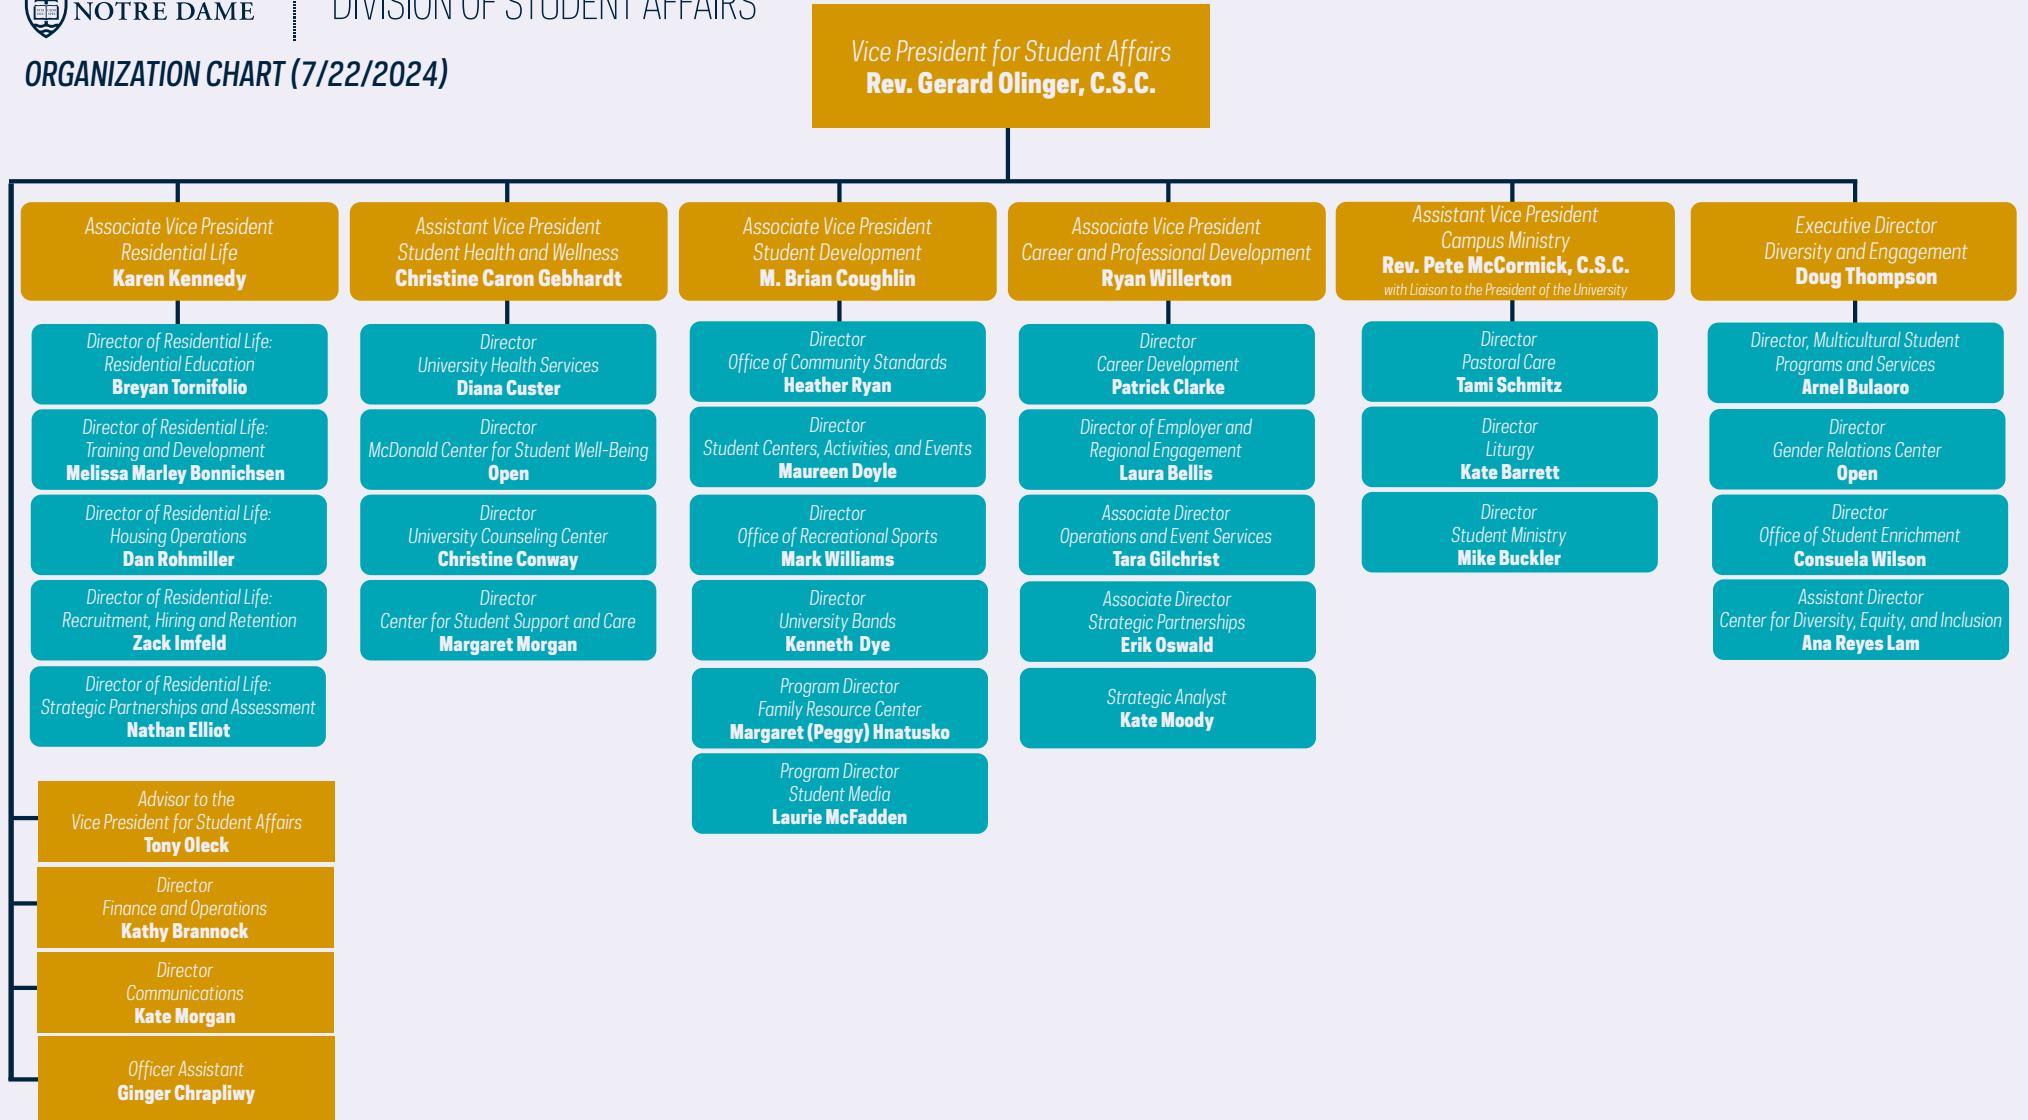 NOTRE DAME
DIVISION OF STUDENT AFFAIRS
ORGANIZATION CHART (7/22/2024)
Vice President for Student Affairs
Rev. Gerard Olinger, C.S.C.
Associate Vice President
Residential Life
Karen Kennedy
Assistant Vice President
Student Health and Wellness
Christine Caron Gebhardt
Associate Vice President
Student Development
M. Brian Coughlin
Associate Vice President
Career and Professional Development
Ryan Willerton
Assistant Vice President
Campus Ministry
Rev. Pete McCormick, C.S.C.
with Liaison to the President of the University
Executive Director
Diversity and Engagement
Doug Thompson
Director of Residential Life:
Residential Education
Breyan Tornifolio
Director of Residential Life:
Training and Development
Melissa Marley Bonnichsen
Director of Residential Life:
Housing Operations
Dan Rohmiller
Director of Residential Life:
Recruitment, Hiring and Retention
Zack Imfeld
Director of Residential Life:
Strategic Partnerships and Assessment
Nathan Elliot
Director
University Health Services
Diana Custer
Director
McDonald Center for Student Well-Being
Open
Director
University Counseling Center
Christine Conway
Director
Center for Student Support and Care
Margaret Morgan
Director
Office of Community Standards
Heather Ryan
Director
Student Centers, Activities, and Events
Maureen Doyle
Director
Office of Recreational Sports
Mark Williams
Director
University Bands
Kenneth Dye
Program Director
Family Resource Center
Margaret (Peggy) Hnatusko
Program Director
Student Media
Laurie McFadden
Director
Career Development
Patrick Clarke
Director of Employer and
Regional Engagement
Laura Bellis
Associate Director
Operations and Event Services
Tara Gilchrist
Associate Director
Strategic Partnerships
Erik Oswald
Strategic Analyst
Kate Moody
Director
Pastoral Care
Tami Schmitz
Director
Liturgy
Kate Barrett
Director
Student Ministry
Mike Buckler
Director, Multicultural Student
Programs and Services
Arnel Bulaoro
Director
Gender Relations Center
Open
Director
Office of Student Enrichment
Consuela Wilson
Assistant Director
Center for Diversity, Equity, and Inclusion
Ana Reyes Lam
Advisor to the
Vice President for Student Affairs
Tony Oleck
Director
Finance and Operations
Kathy Brannock
Director
Communications
Kate Morgan
Officer Assistant
Ginger Chrapliwy